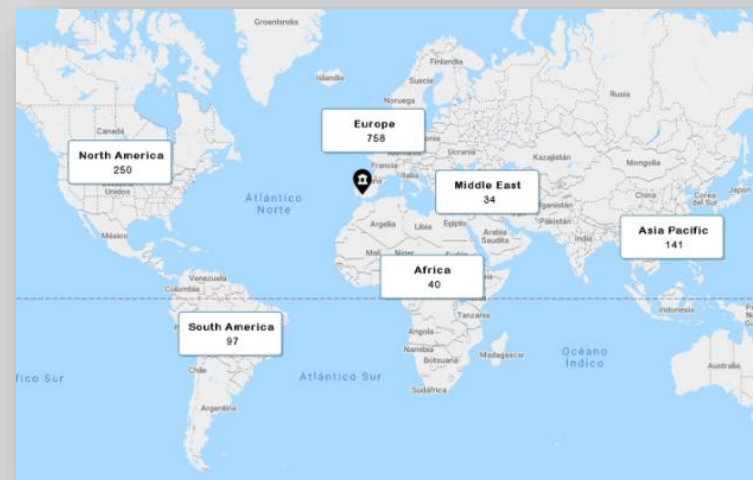 Groenlandia
Islandia
Finlandia
Suecia
Noruega
Rusia
Canadá
North America
250
Unidos
México
Europe
758
Ucrania
Francia
Italia
Kazajistán
Mongolia
Atlántico
Norte
Middle East
34
China
Corea
del Sur
Japón
Pakistán
Argelia
Libia
Egipto
Arabia
Saudita
India
Asia Pacific
141
Malí
Níger
Africa
40
Venezuela
Colombia
Tanzania
Indonesia
South America
97
Angola
Namibia
Botsuana
Madagascar
Océano
Índico
Australia
Chile
Atlántico Sur
Sudáfrica
Argentina
fico Sur